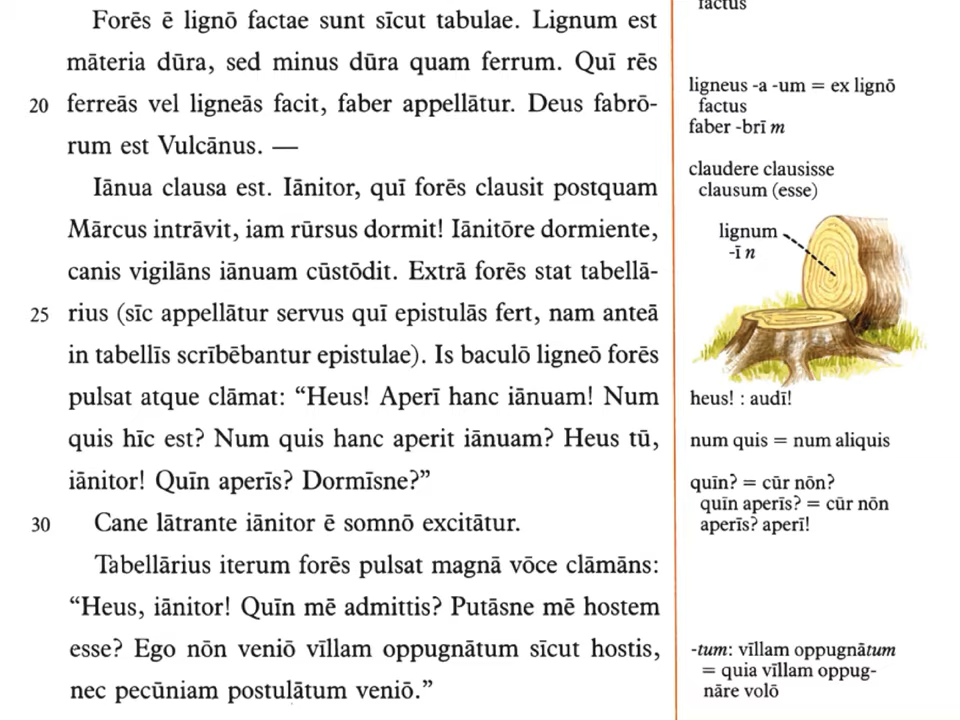 Forēs ē lignō factae sunt sīcut tabulae. Lignum est
māteria dūra, sed minus dūra quam ferrum. Quī rēs
20 ferreās vel ligneās facit, faber appellātur. Deus fabrō-
rum est Vulcānus. —
Iānua clausa est. Iānitor, quī forēs clausit postquam
Mārcus intrāvit, iam rūrsus dormit! Iānitōre dormiente,
canis vigilāns iānuam cūstōdit. Extrā forēs stat tabellā-
25 rius (sīc appellātur servus quī epistulās fert, nam anteā
in tabellīs scrībēbantur epistulae). Is baculō ligneō forēs
pulsat atque clāmat: “Heus! Aperī hanc iānuam! Num
quis hīc est? Num quis hanc aperit iānuam? Heus tū,
iānitor! Quīn aperīs? Dormīsne?”
30 Cane lātrante iānitor ē somnō excitātur.
Tabellārius iterum forēs pulsat magnā vōce clāmāns:
“Heus, iānitor! Quīn mē admittis? Putāsne mē hostem
esse? Ego nōn veniō vīllam oppugnātum sīcut hostis,
nec pecūniam postulātum veniō.”
factus
ligneus -a -um = ex lignō
factus
faber -brī m
claudere clausisse
clausum (esse)
lignum
-ī n
heus! : audī!
num quis = num aliquis
quīn? = cūr nōn?
quīn aperīs? = cūr nōn
aperīs? aperī!
-tum: vīllam oppugnātum
= quia vīllam oppug-
nāre volō